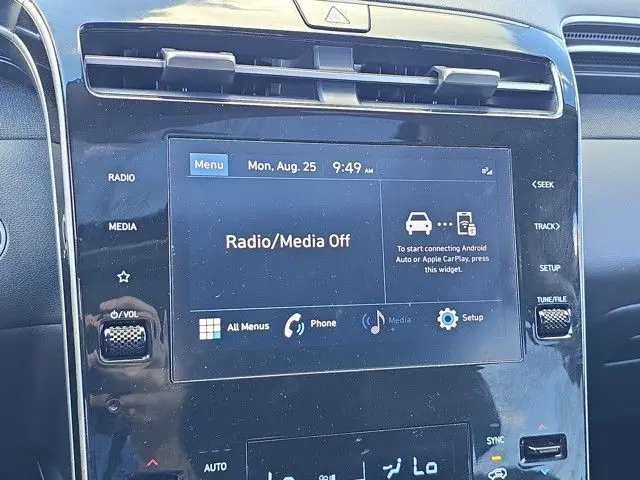 Menu Mon, Aug. 25 9:49 AM
RADIO
MEDIA
⏻/VOL
Radio/Media Off
To start connecting Android
Auto or Apple CarPlay, press
this widget.
All Menus Phone Media Setup
<SEEK
TRACK>
SETUP
TUNE/FILE
AUTO
Lo
Lo
SYNC